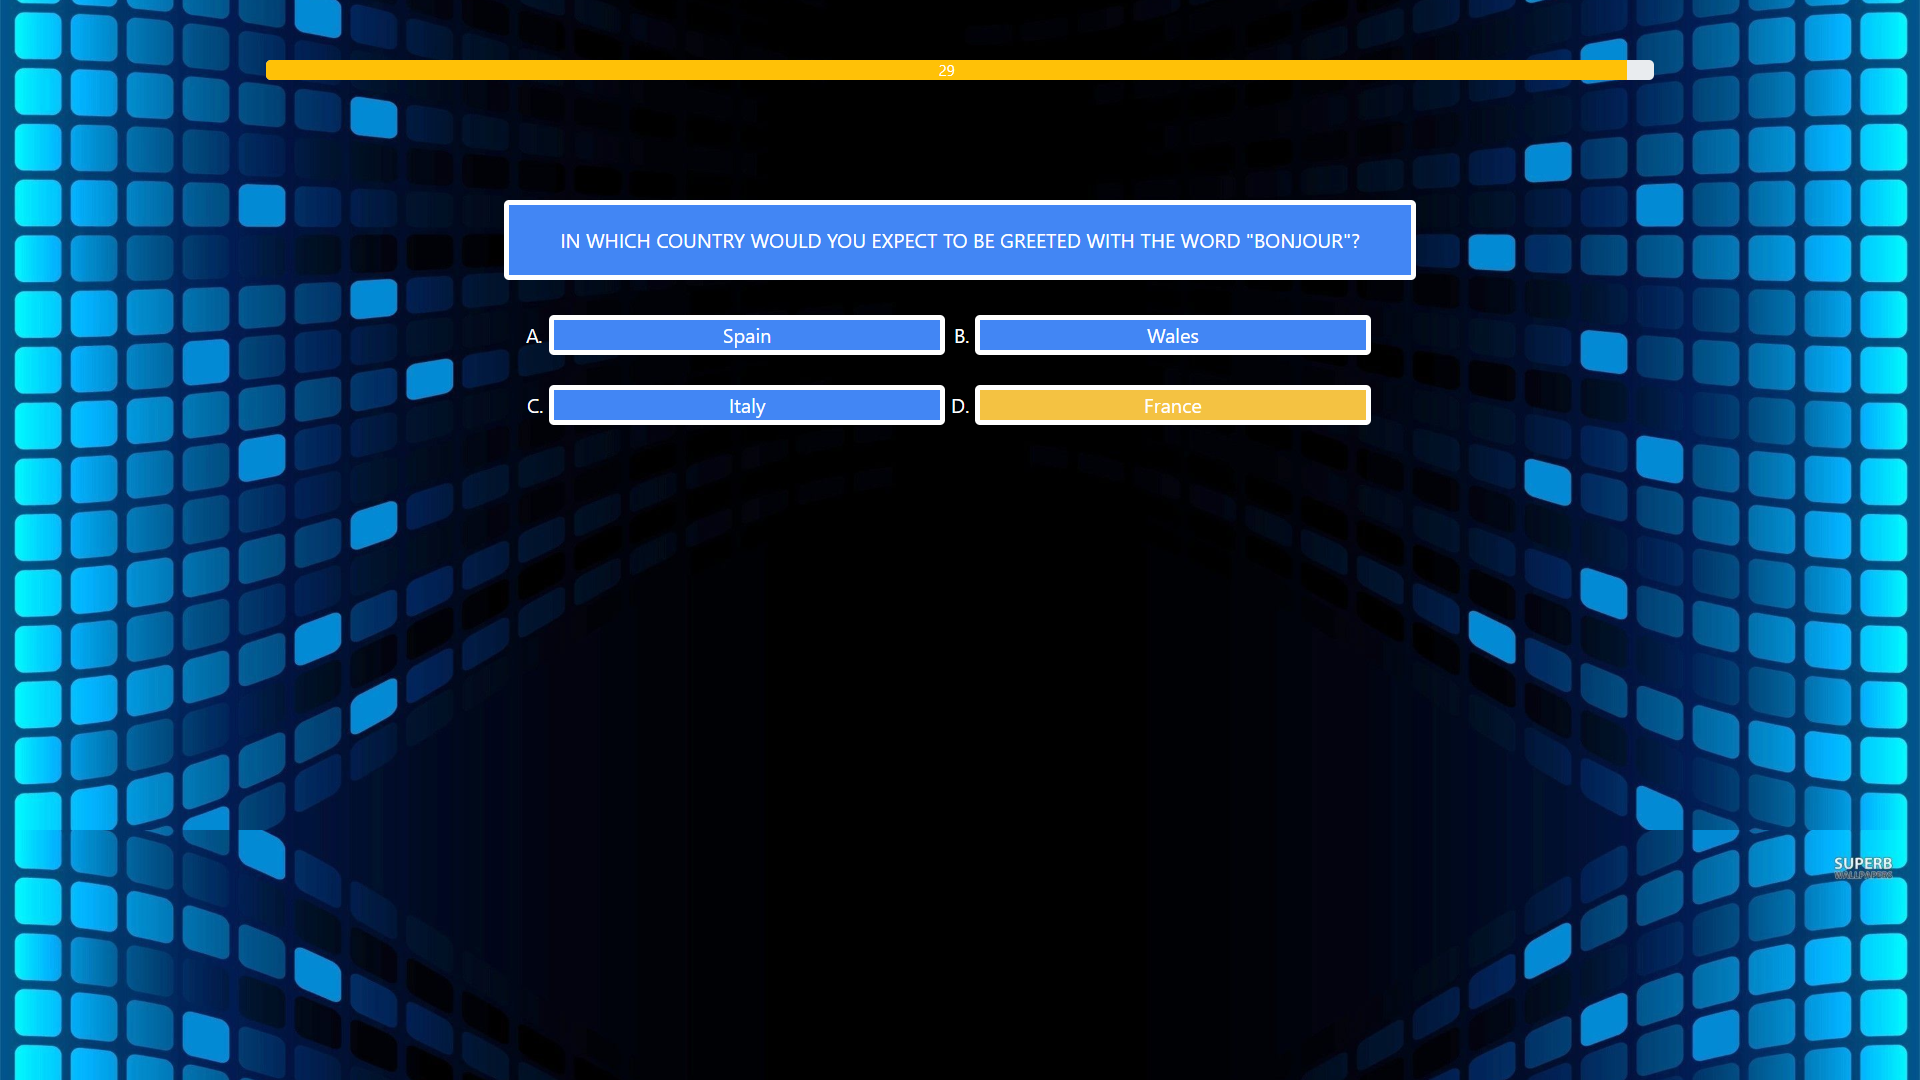 29
IN WHICH COUNTRY WOULD YOU EXPECT TO BE GREETED WITH THE WORD "BONJOUR"?
A. Spain B. Wales
C. Italy D. France
SUPERB
WALLPAPERS